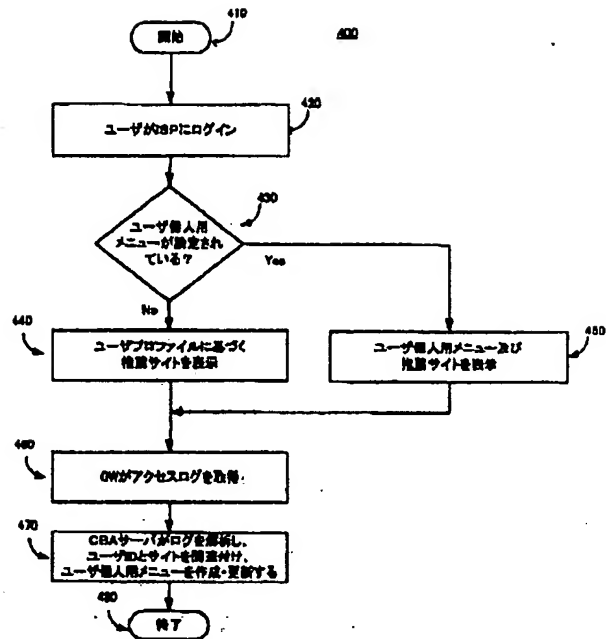 410
開始
400
420
ユーザがISPにログイン
430
ユーザ個人用
メニューが設定され
ている？
Yes
No
440
ユーザプロファイルに基づく
推薦サイトを表示
450
ユーザ個人用メニュー及び
推薦サイトを表示
460
GWがアクセスログを取得
470
CBAサーバがログを解析し、
ユーザIDとサイトを関連付け、
ユーザ個人用メニューを作成・更新する
480
終了